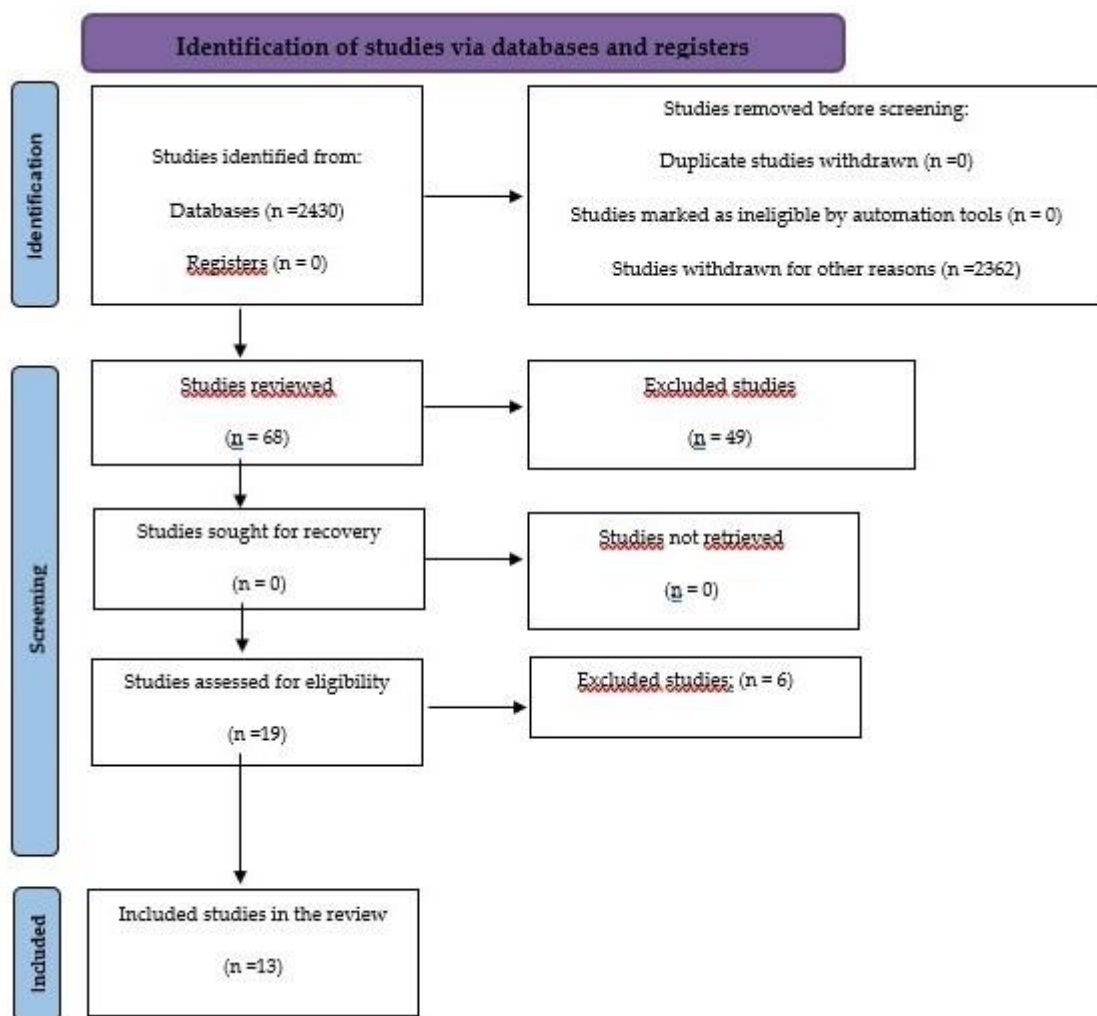 Identification of studies via databases and registers
Identification
Studies identified from:
Databases (n =2430)
Registers (n = 0)
Studies removed before screening:
Duplicate studies withdrawn (n =0)
Studies marked as ineligible by automation tools (n = 0)
Studies withdrawn for other reasons (n =2362)
Screening
Studies reviewed
(n = 68)
Excluded studies
(n = 49)
Studies sought for recovery
(n = 0)
Studies not retrieved
(n = 0)
Studies assessed for eligibility
(n =19)
Excluded studies: (n = 6)
Included
Included studies in the review
(n =13)